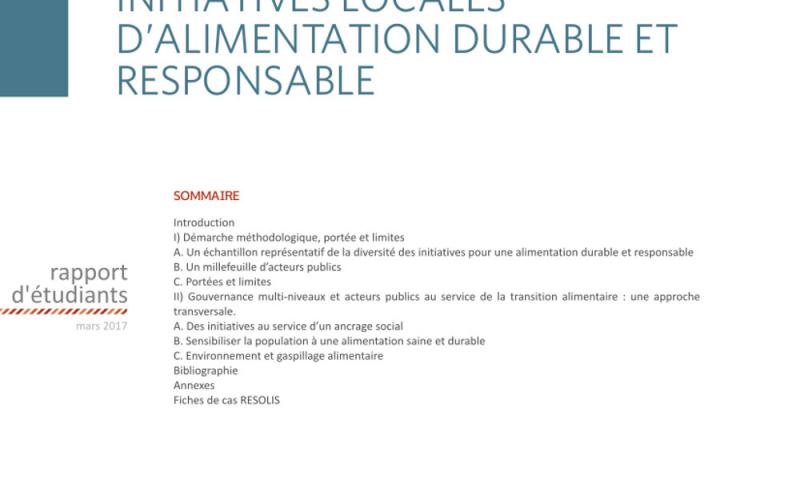 INITIATIVES LOCALES
D'ALIMENTATION DURABLE ET
RESPONSABLE
SOMMAIRE
Introduction
I) Démarche méthodologique, portée et limites
A. Un échantillon représentatif de la diversité des initiatives pour une alimentation durable et responsable
B. Un millefeuille d'acteurs publics
C. Portées et limites
II) Gouvernance multi-niveaux et acteurs publics au service de la transition alimentaire : une approche
transversale.
A. Des initiatives au service d'un ancrage social
B. Sensibiliser la population à une alimentation saine et durable
C. Environnement et gaspillage alimentaire
Bibliographie
Annexes
Fiches de cas RESOLIS
rapport
d'étudiants
mars 2017